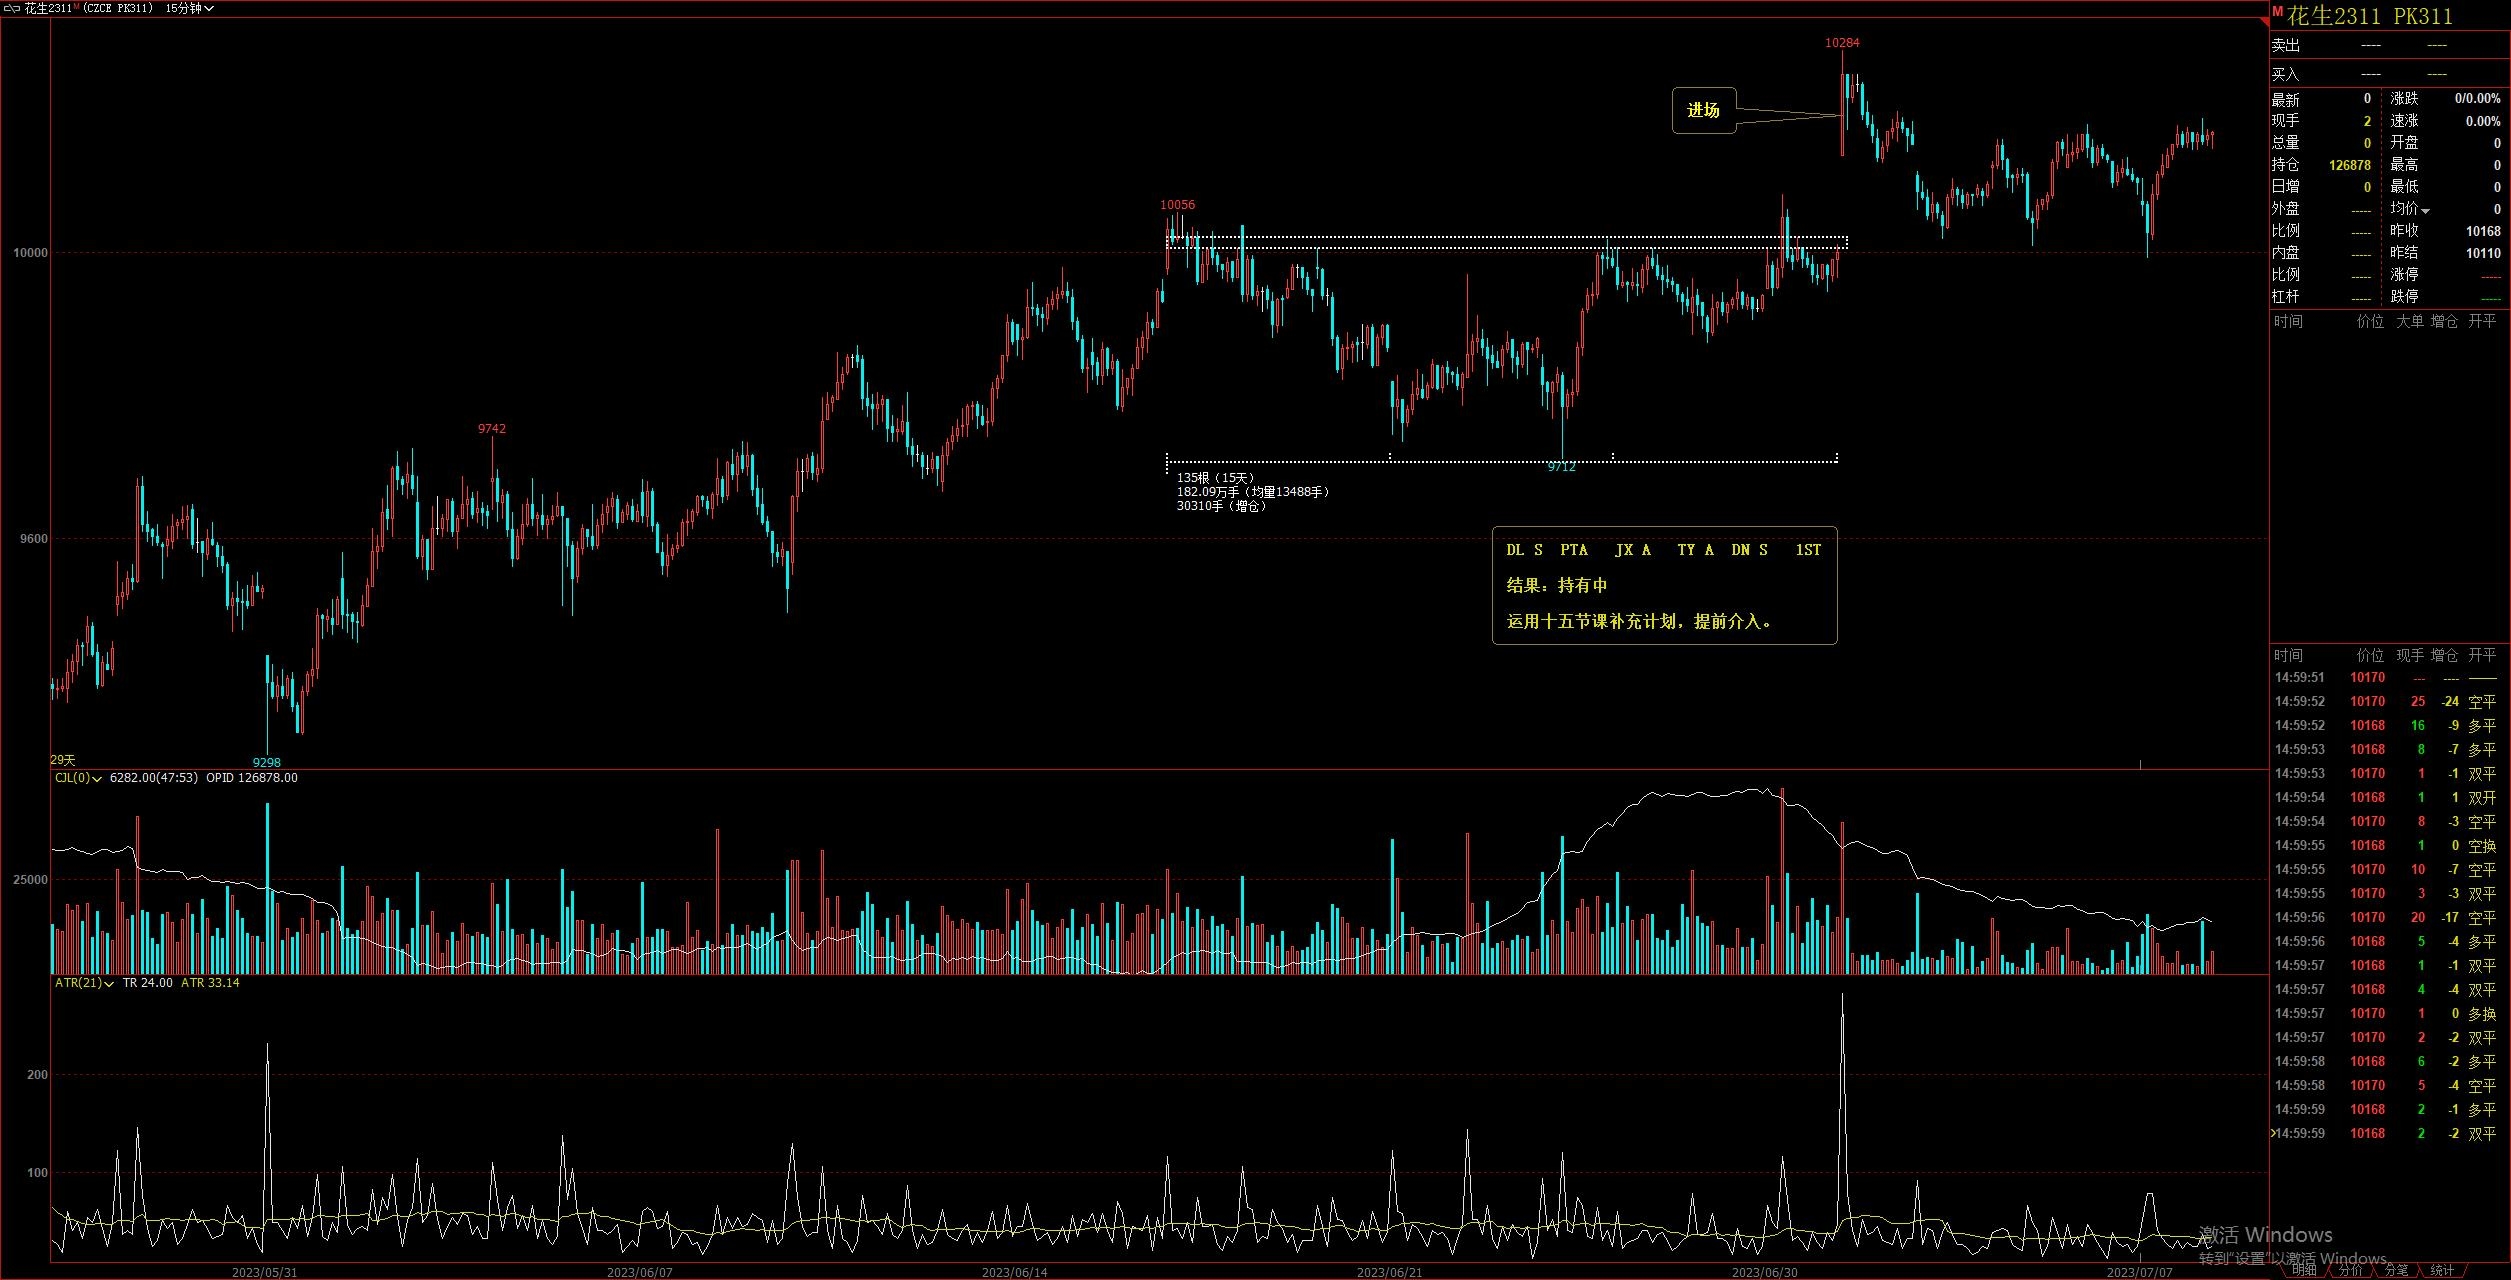 花生2311M (CZCE PK311) 15分钟
10284
进场
10056
10000
9742
9712
135根（15天）
182.09万手（均量13488手）
30310手（增仓）
9600
DL S PTA JX A TY A DN S 1ST
结果：持有中
运用十五节课补充计划，提前介入。
29天
9298
CJL(0) 6282.00(47:53) OPID 126878.00
25000
ATR(21) TR 24.00 ATR 33.14
200
100
2023/05/31 2023/06/07 2023/06/14 2023/06/21 2023/06/30 2023/07/07
M 花生2311 PK311
卖出 ---- ----
买入 ---- ----
最新 0 涨跌 0/0.00%
现手 2 速涨 0.00%
总量 0 开盘 0
持仓 126878 最高 0
日增 0 最低 0
外盘 ----- 均价 0
比例 ----- 昨收 10168
内盘 ----- 昨结 10110
比例 ----- 涨停 -----
杠杆 ----- 跌停 -----
时间 价位 大单 增仓 开平
时间 价位 现手 增仓 开平
14:59:51 10170 --- ---- ——
14:59:52 10170 25 -24 空平
14:59:52 10168 16 -9 多平
14:59:53 10168 8 -7 多平
14:59:53 10170 1 -1 双平
14:59:54 10168 1 1 双开
14:59:54 10170 8 -3 空平
14:59:55 10168 1 0 空换
14:59:55 10170 10 -7 空平
14:59:55 10170 3 -3 双平
14:59:56 10170 20 -17 空平
14:59:56 10168 5 -4 多平
14:59:57 10168 1 -1 双平
14:59:57 10168 4 -4 双平
14:59:57 10170 1 0 多换
14:59:57 10170 2 -2 双平
14:59:58 10168 6 -2 多平
14:59:58 10170 5 -4 空平
14:59:59 10168 2 -1 多平
14:59:59 10168 2 -2 双平
激活 Windows
转到"设置"以激活 Windows。
明细 分价 分笔 统计